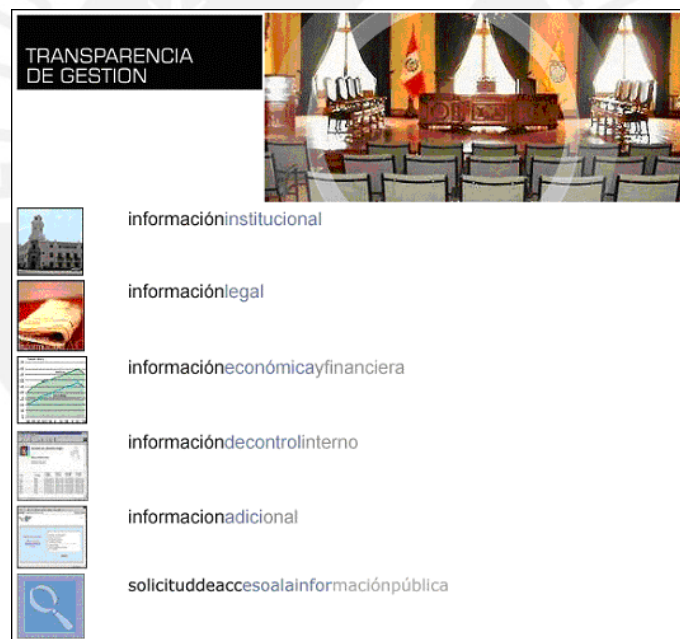 TRANSPARENCIA
DE GESTION
informacióninstitucional
informaciónlegal
informacióneconómicayfinanciera
informacióndecontrolinterno
informacionadicional
solicituddeaccesoalainformaciónpública